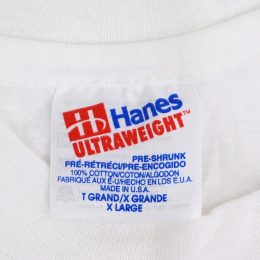 Hanes
ULTRAWEIGHT™
PRE-SHRUNK
PRÉ-RÉTRÉCI/PRE-ENCOGIDO
100% COTTON/COTON/ALGODON
FABRIQUÉ AUX É-U/HECHO EN LOS E.U.A.
MADE IN U.S.A.
T GRAND/X GRANDE
X LARGE